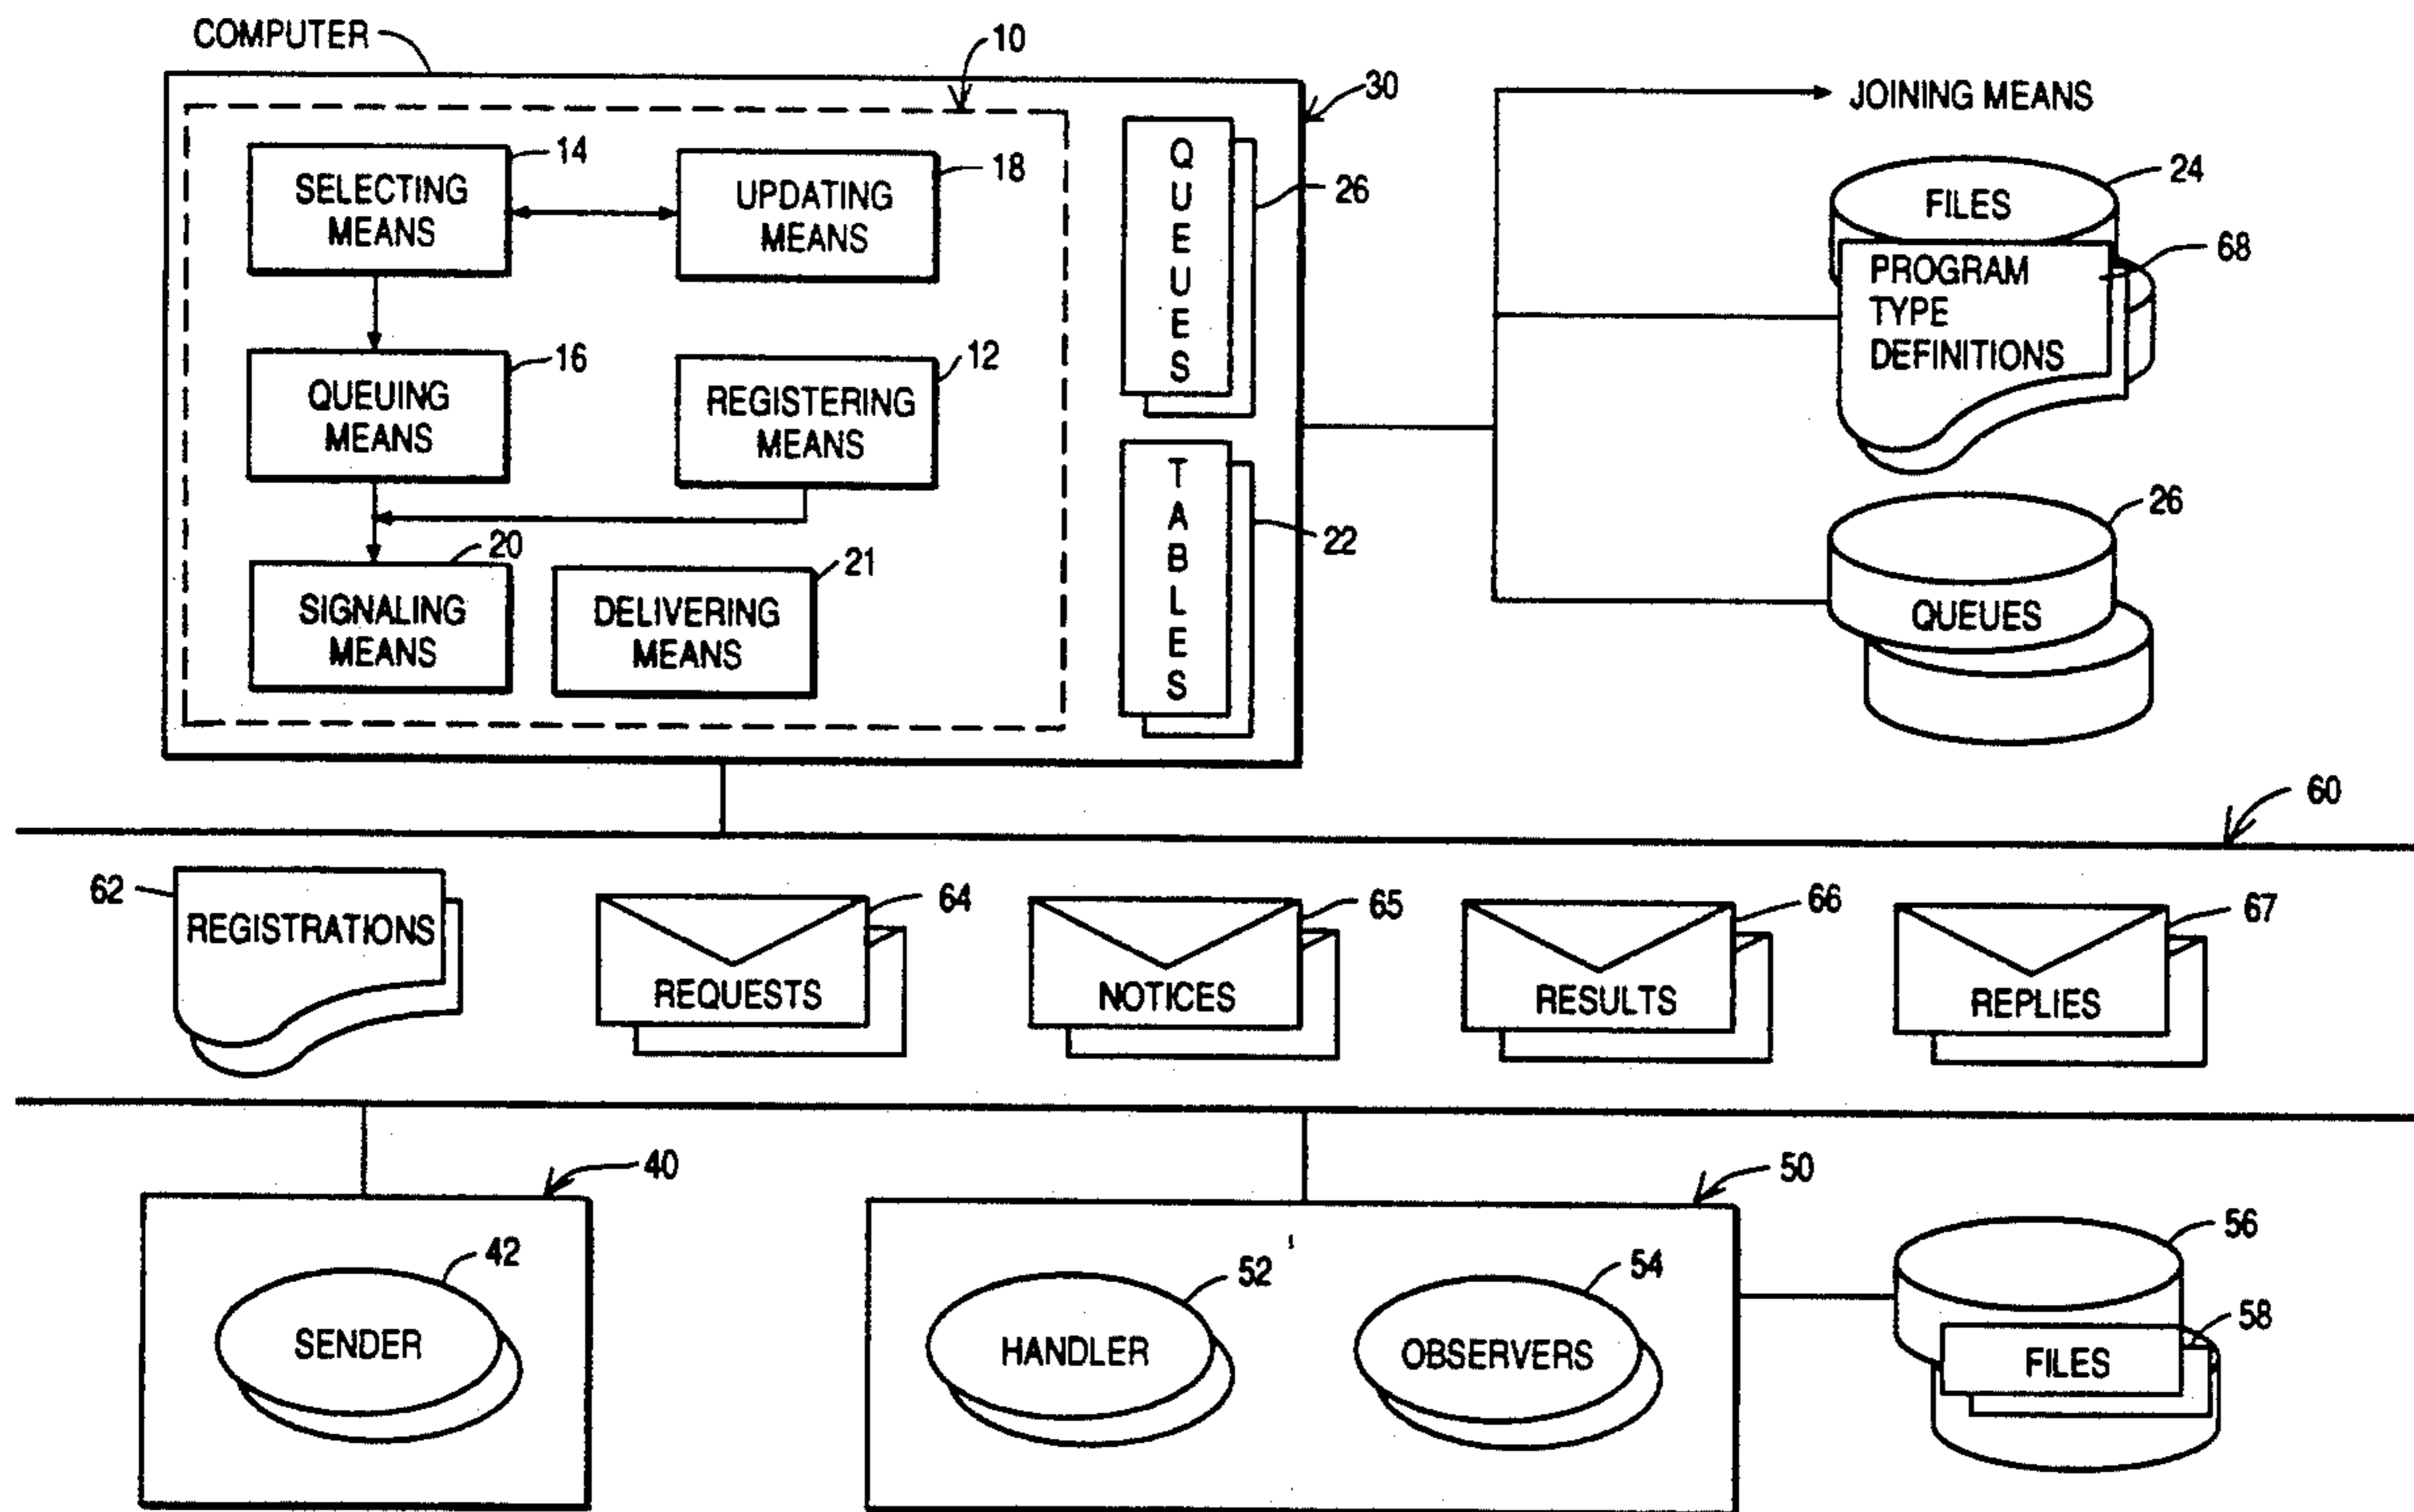 COMPUTER
10
30
JOINING MEANS
14
SELECTING
MEANS
18
UPDATING
MEANS
QUEUES
26
24
FILES
68
PROGRAM
TYPE
DEFINITIONS
16
QUEUING
MEANS
12
REGISTERING
MEANS
TABLES
22
26
QUEUES
20
SIGNALING
MEANS
21
DELIVERING
MEANS
60
62
REGISTRATIONS
64
REQUESTS
65
NOTICES
66
RESULTS
67
REPLIES
40
42
SENDER
50
52
HANDLER
54
OBSERVERS
56
58
FILES